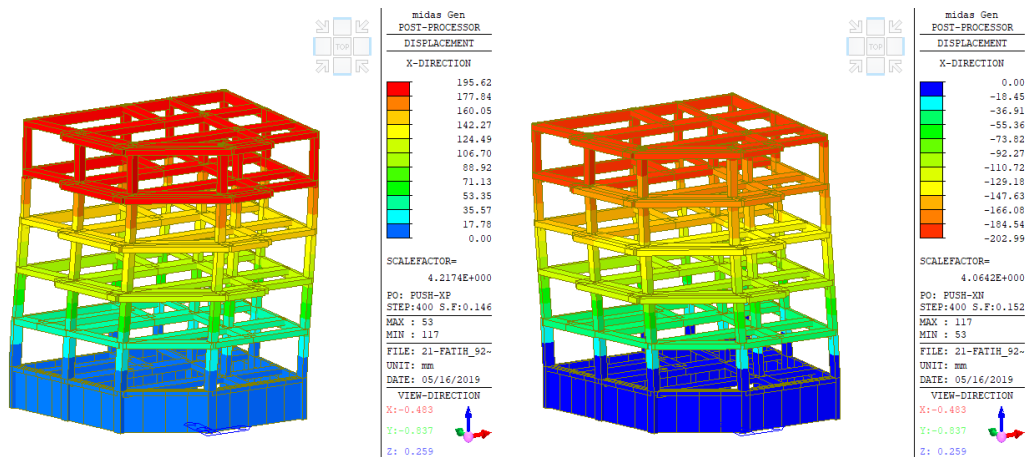 TOP
midas Gen
POST-PROCESSOR
DISPLACEMENT
X-DIRECTION
195.62
177.84
160.05
142.27
124.49
106.70
88.92
71.13
53.35
35.57
17.78
0.00
SCALEFACTOR=
4.2174E+000
PO: PUSH-XP
STEP:400 S.F:0.146
MAX : 53
MIN : 117
FILE: 21-FATIH_92~
UNIT: mm
DATE: 05/16/2019
VIEW-DIRECTION
X:-0.483
Y:-0.837
Z: 0.259
TOP
midas Gen
POST-PROCESSOR
DISPLACEMENT
X-DIRECTION
0.00
-18.45
-36.91
-55.36
-73.82
-92.27
-110.72
-129.18
-147.63
-166.08
-184.54
-202.99
SCALEFACTOR=
4.0642E+000
PO: PUSH-XN
STEP:400 S.F:0.152
MAX : 117
MIN : 53
FILE: 21-FATIH_92~
UNIT: mm
DATE: 05/16/2019
VIEW-DIRECTION
X:-0.483
Y:-0.837
Z: 0.259